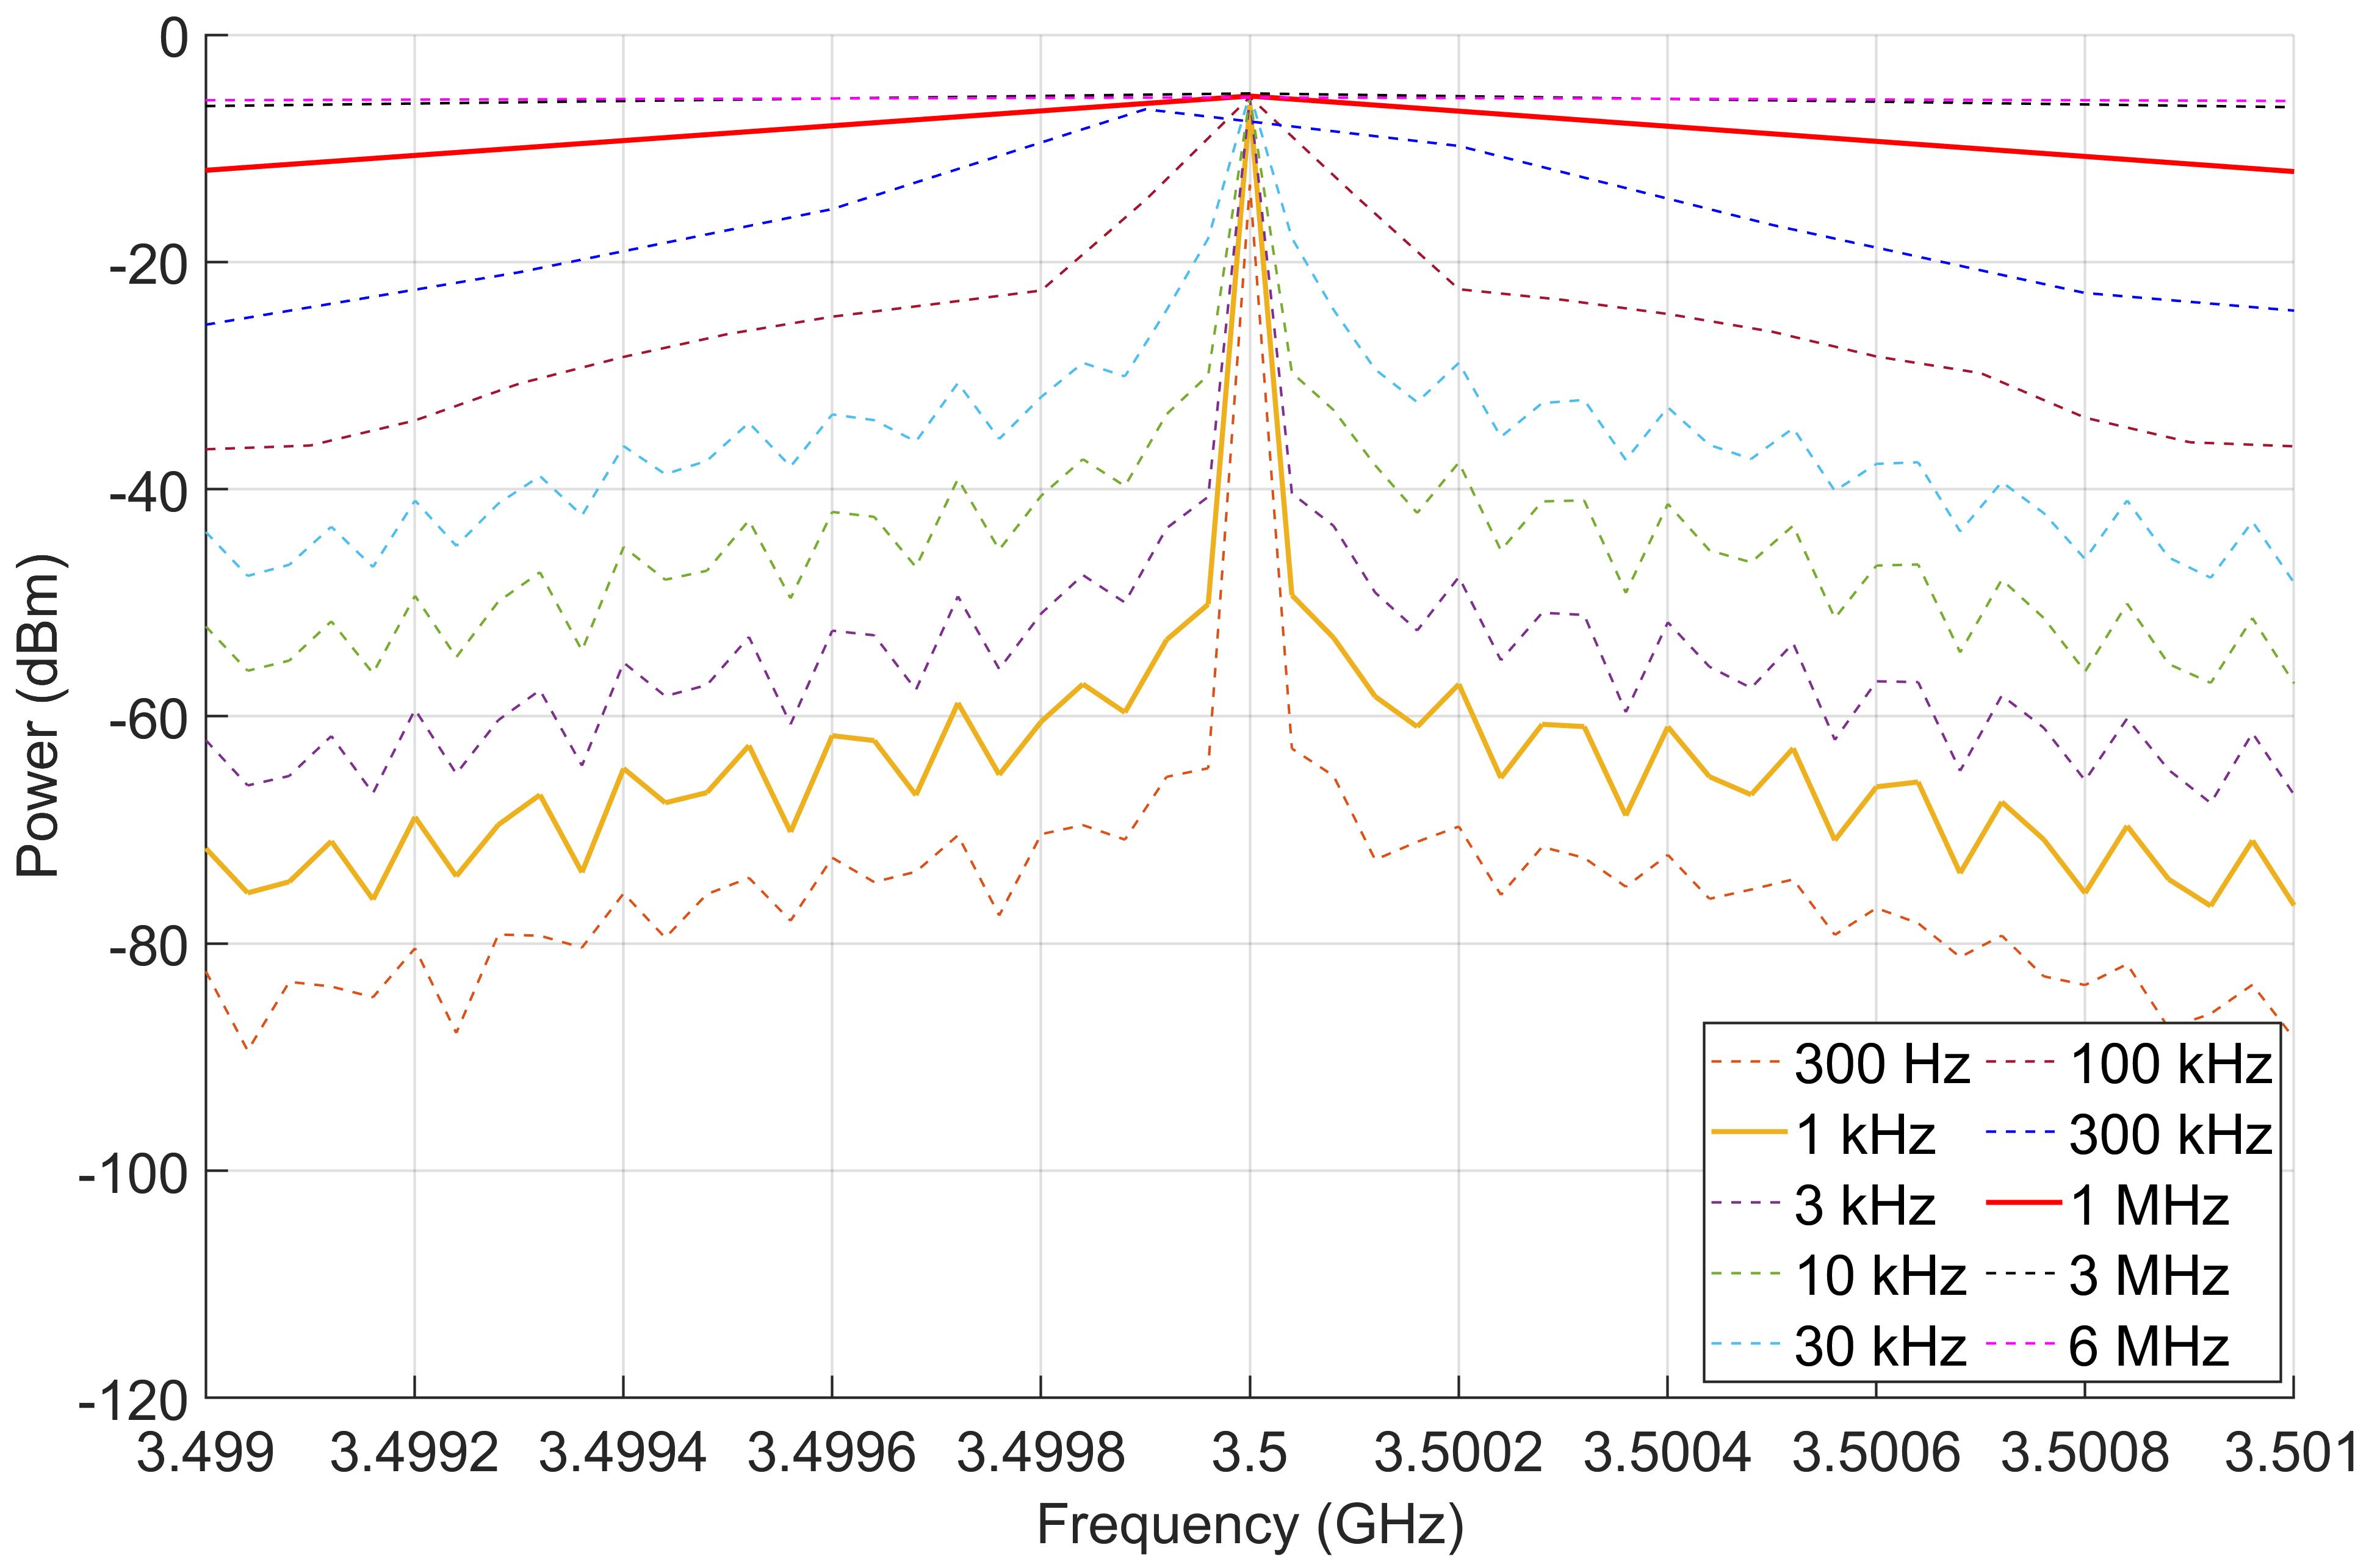 0
-20
-40
-60
-80
-100
-120
Power (dBm)
300 Hz 100 kHz
1 kHz 300 kHz
3 kHz 1 MHz
10 kHz 3 MHz
30 kHz 6 MHz
3.499 3.4992 3.4994 3.4996 3.4998 3.5 3.5002 3.5004 3.5006 3.5008 3.501
Frequency (GHz)